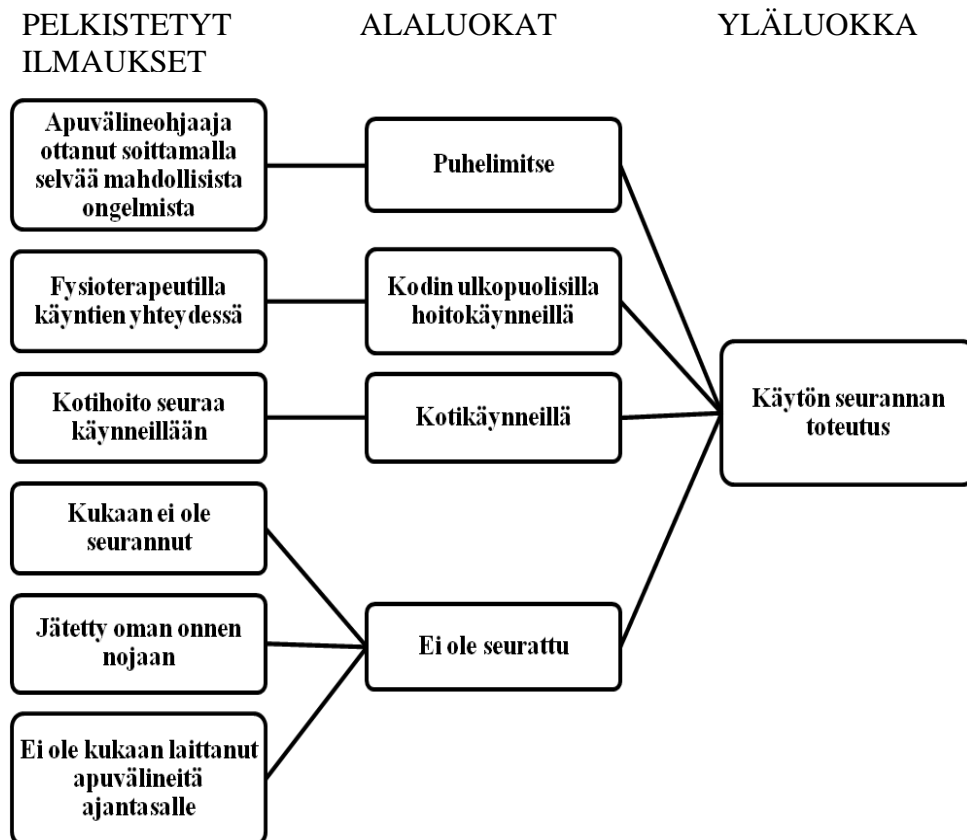 PELKISTETYT
ILMAUKSET
ALALUOKAT
YLÄLUOKKA
Apuvälineohjaaja
ottanut soittamalla
selvää mahdollisista
ongelmista
Puhelimitse
Fysioterapeutilla
käyntien yhteydessä
Kodin ulkopuolisilla
hoitokäynneillä
Kotihoito seuraa
käynneillään
Kotikäynneillä
Käytön seurannan
toteutus
Kukaan ei ole
seurannut
Jätetty oman onnen
nojaan
Ei ole seurattu
Ei ole kukaan laittanut
apuvälineitä
ajantasalle